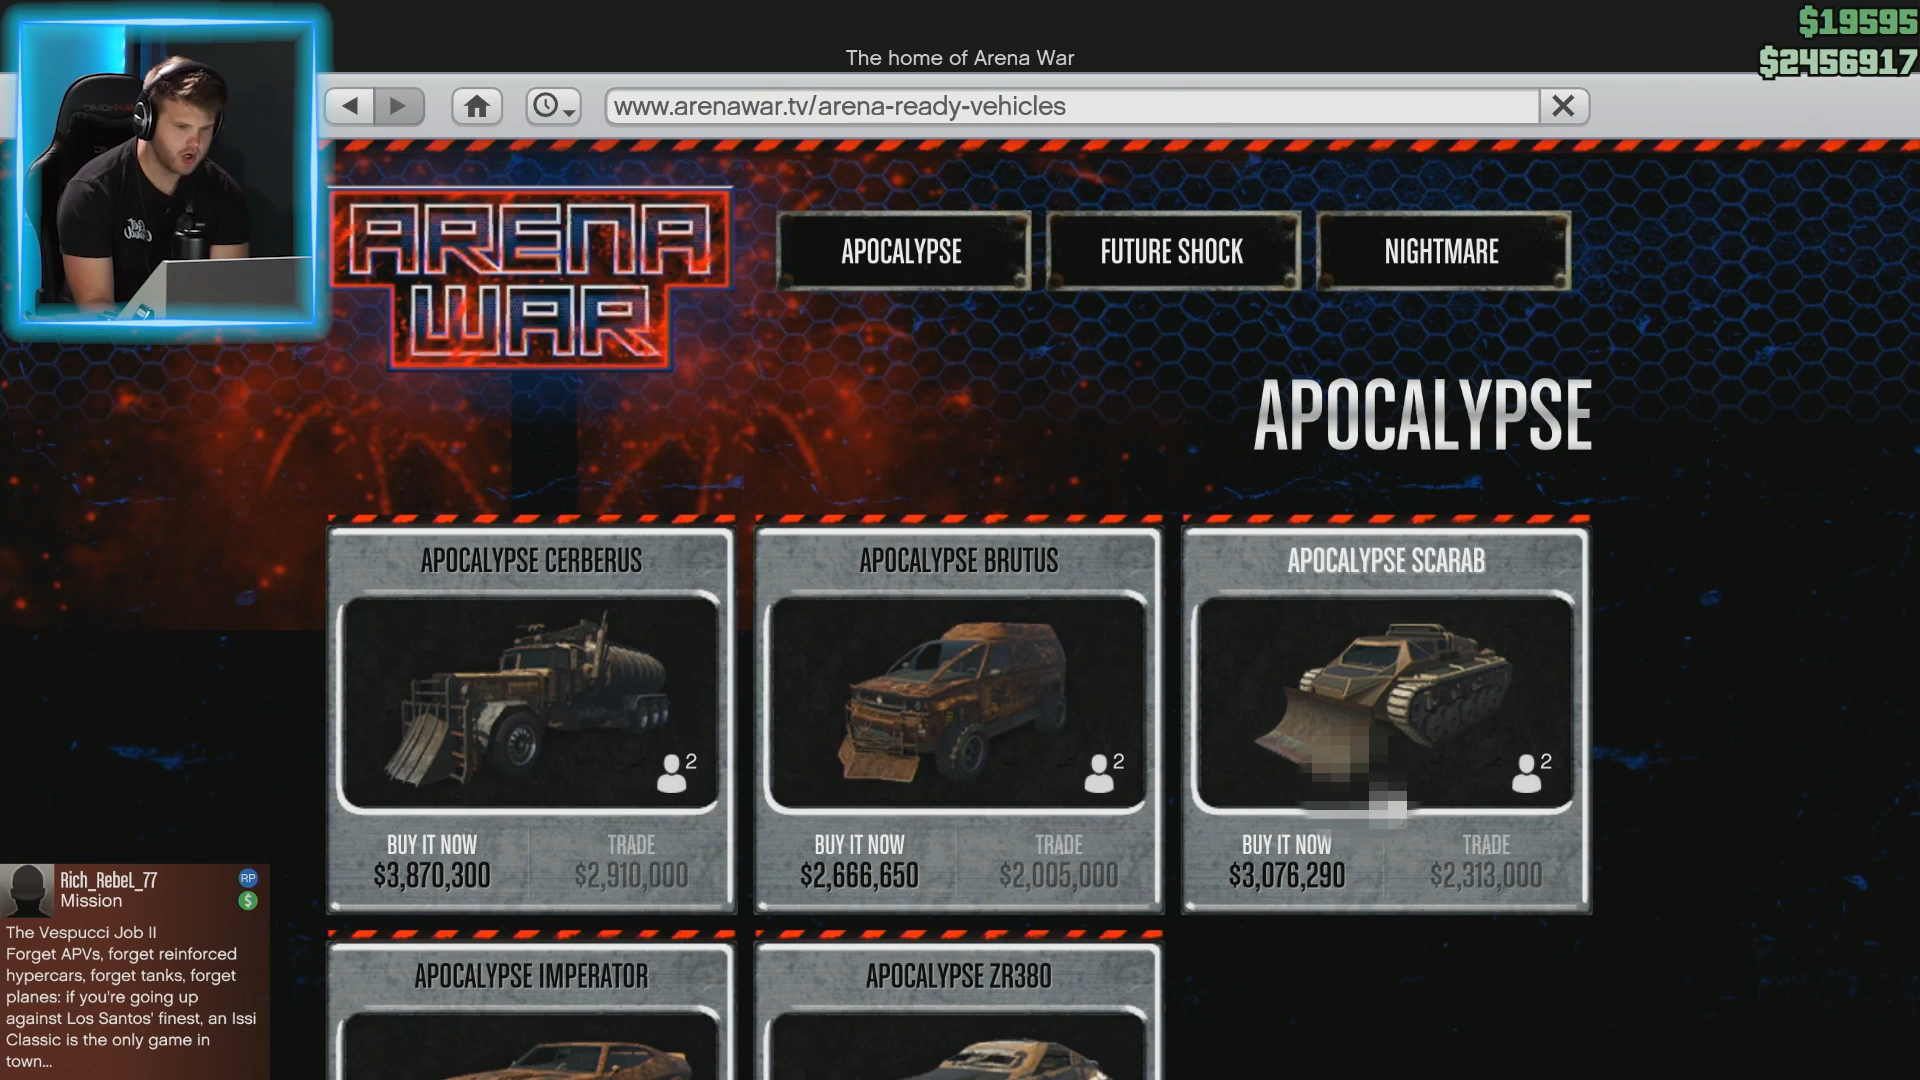 $19595
$2456917
The home of Arena War
www.arenawar.tv/arena-ready-vehicles
ARENA
WAR
APOCALYPSE
FUTURE SHOCK
NIGHTMARE
APOCALYPSE
APOCALYPSE CERBERUS
2
BUY IT NOW
$3,870,300
TRADE
$2,910,000
APOCALYPSE BRUTUS
2
BUY IT NOW
$2,666,650
TRADE
$2,005,000
APOCALYPSE SCARAB
2
BUY IT NOW
$3,076,290
TRADE
$2,313,000
APOCALYPSE IMPERATOR
APOCALYPSE ZR380
Rich_Rebel_77
Mission
RP
$
The Vespucci Job II
Forget APVs, forget reinforced
hypercars, forget tanks, forget
planes: if you're going up
against Los Santos' finest, an Issi
Classic is the only game in
town...